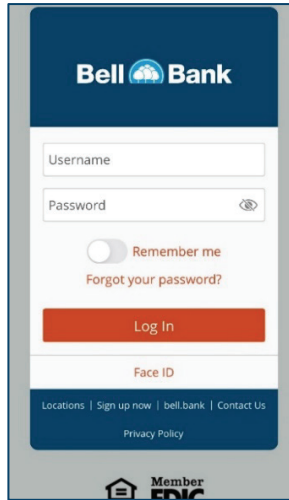 Bell Bank
Username
Password
Remember me
Forgot your password?
Log In
Face ID
Locations | Sign up now | bell.bank | Contact Us
Privacy Policy
Member
FDIC